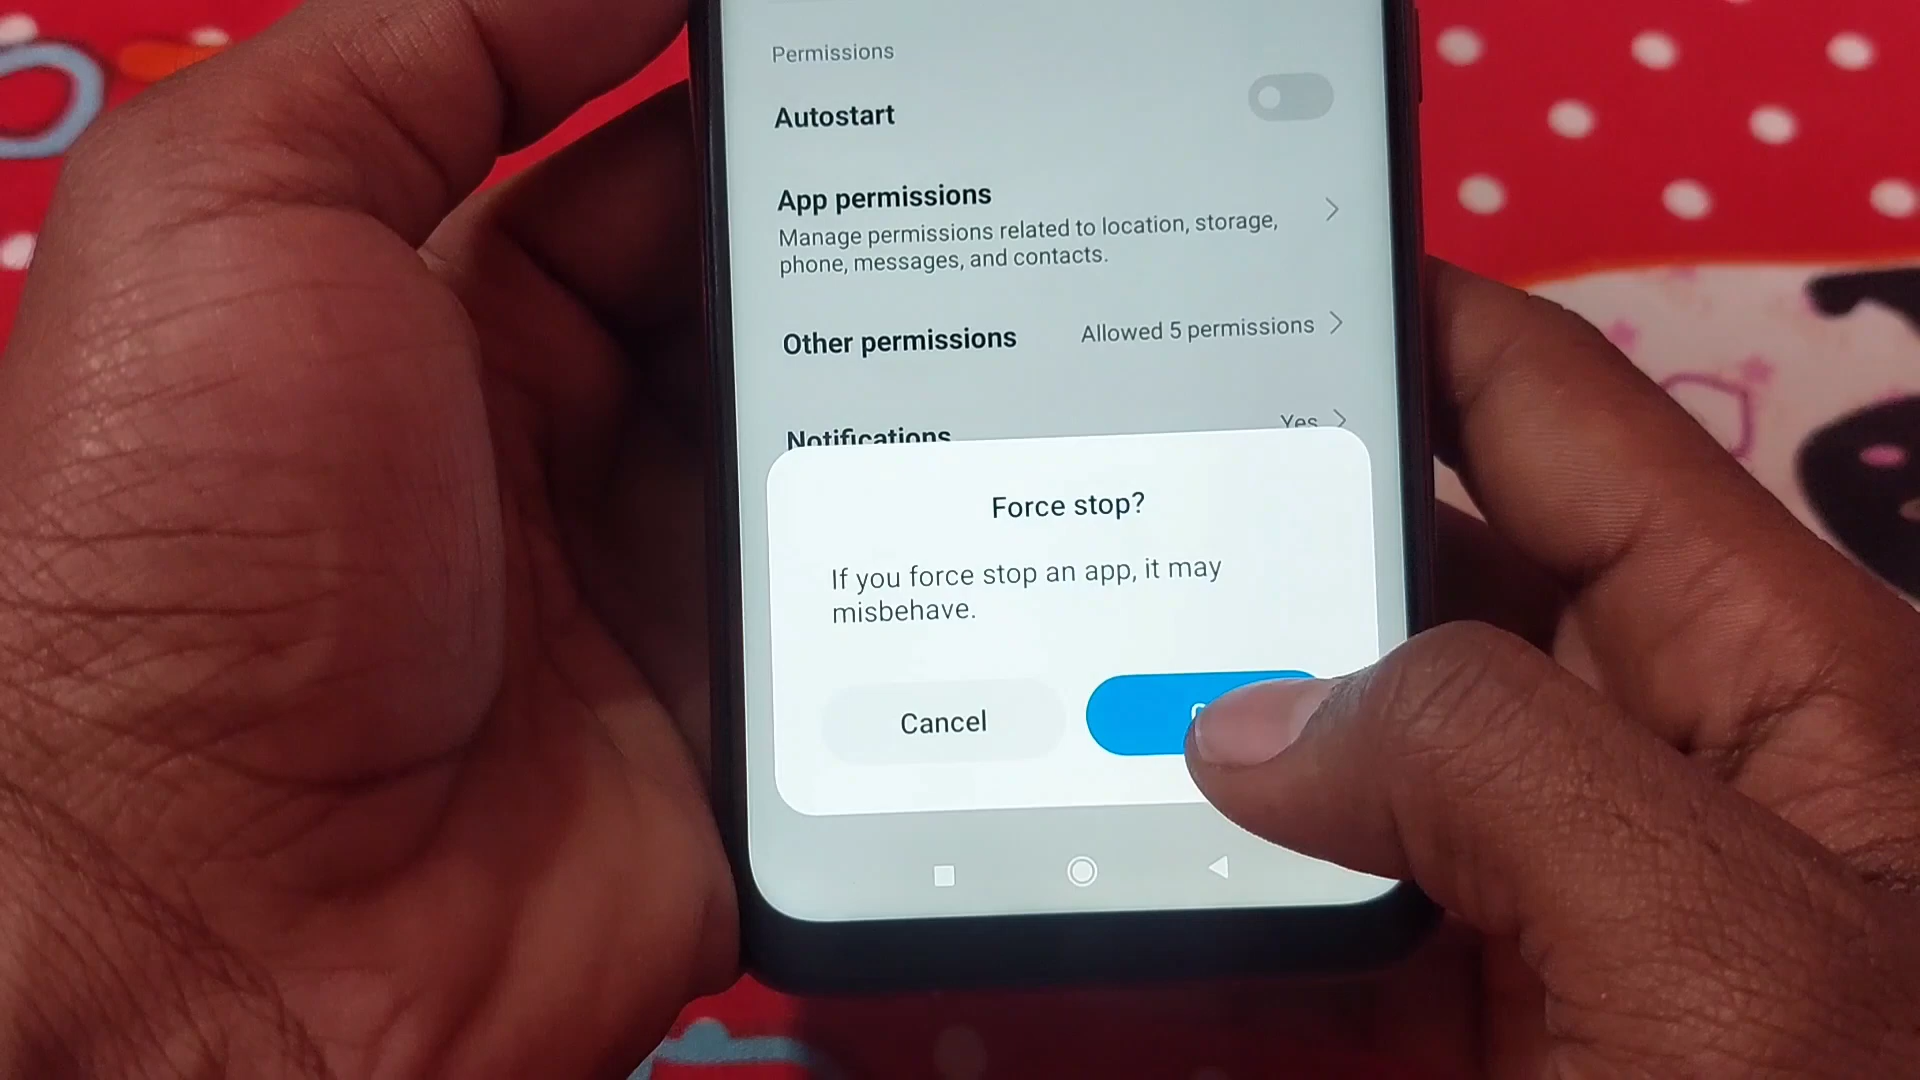 Permissions
Autostart
App permissions
Manage permissions related to location, storage,
phone, messages, and contacts.
Other permissions
Allowed 5 permissions
Notifications
Yes
Force stop?
If you force stop an app, it may
misbehave.
Cancel